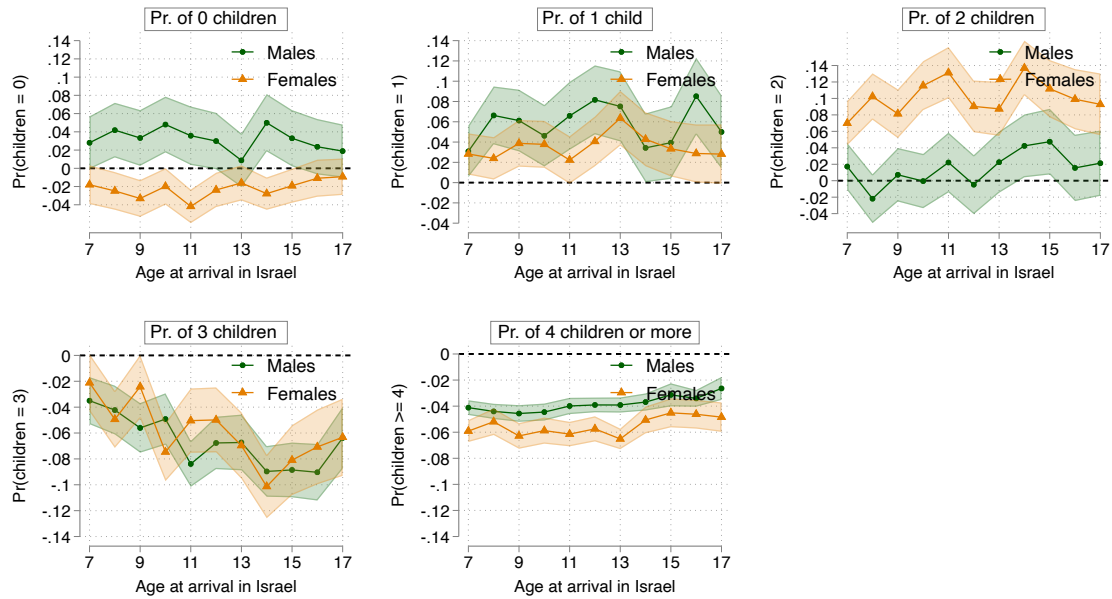 Pr. of 0 children
Pr(children = 0)
.14
.12
.1
.08
.06
.04
.02
0
-.02
-.04
Males
Females
7 9 11 13 15 17
Age at arrival in Israel
Pr. of 1 child
Pr(children = 1)
.14
.12
.1
.08
.06
.04
.02
0
-.02
-.04
Males
Females
7 9 11 13 15 17
Age at arrival in Israel
Pr. of 2 children
Pr(children = 2)
.14
.12
.1
.08
.06
.04
.02
0
-.02
-.04
Males
Females
7 9 11 13 15 17
Age at arrival in Israel
Pr. of 3 children
Pr(children = 3)
0
-.02
-.04
-.06
-.08
-.1
-.12
-.14
Males
Females
7 9 11 13 15 17
Age at arrival in Israel
Pr. of 4 children or more
Pr(children >= 4)
0
-.02
-.04
-.06
-.08
-.1
-.12
-.14
Males
Females
7 9 11 13 15 17
Age at arrival in Israel